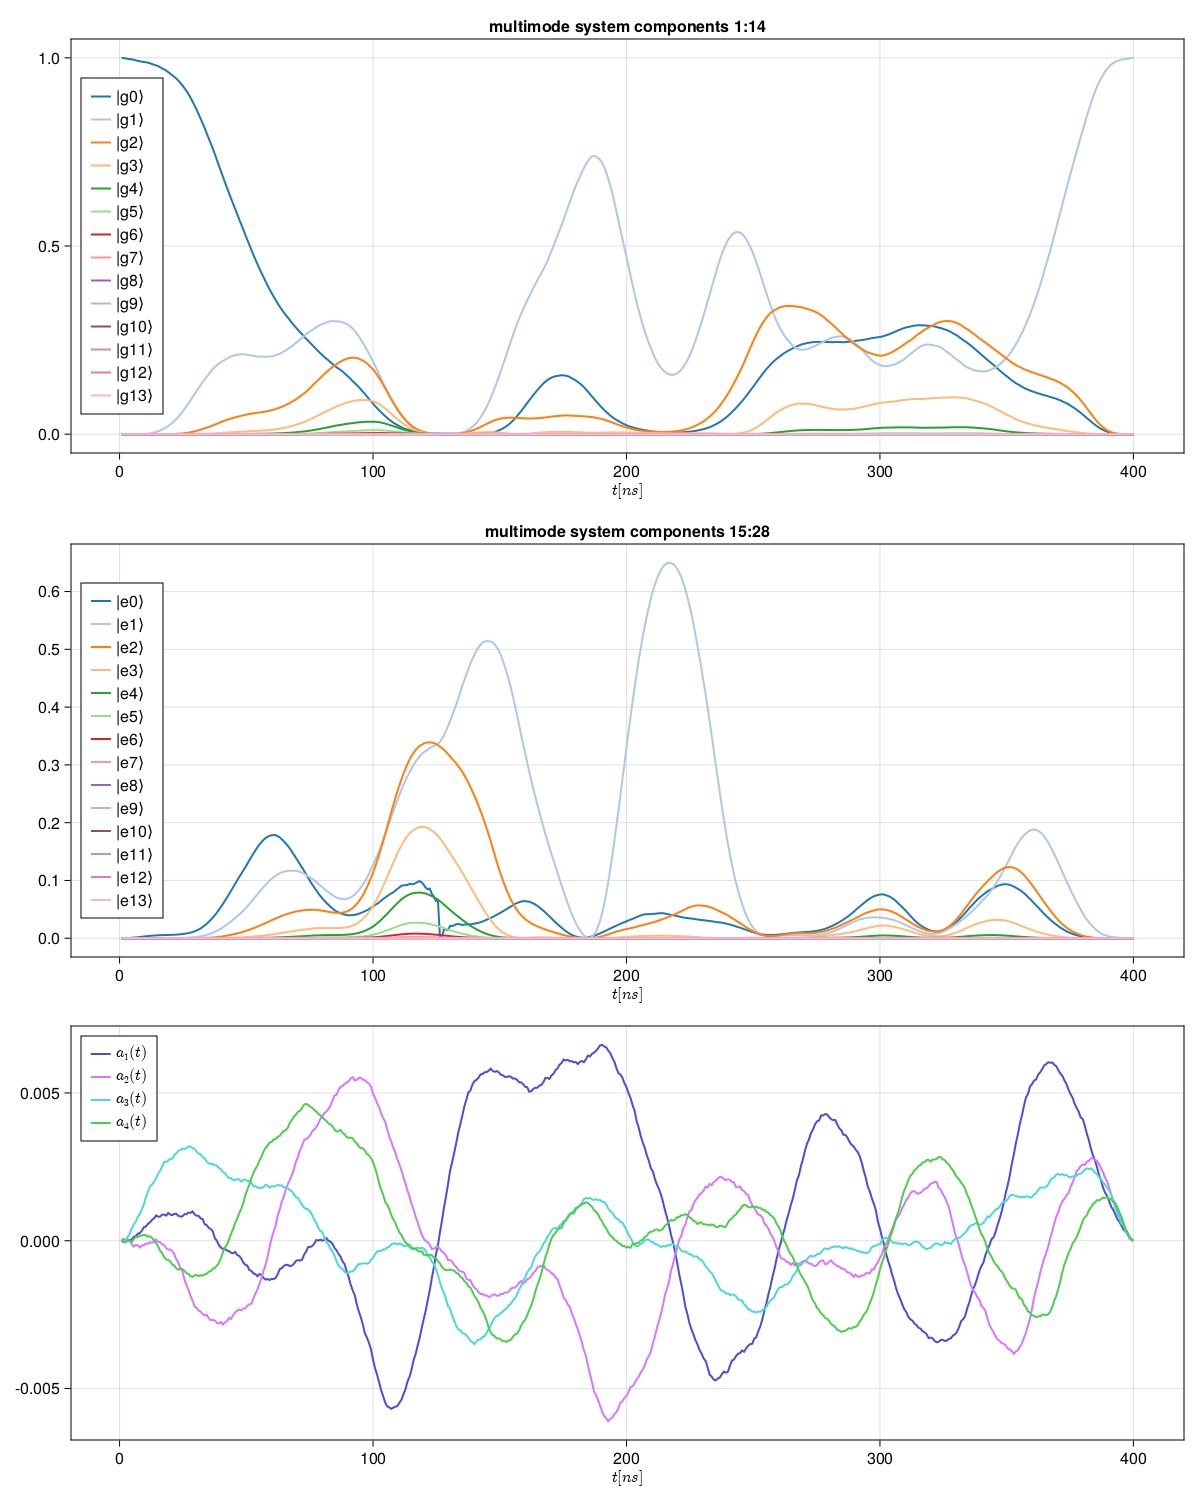 multimode system components 1:14
1.0
0.5
0.0
|g0⟩
|g1⟩
|g2⟩
|g3⟩
|g4⟩
|g5⟩
|g6⟩
|g7⟩
|g8⟩
|g9⟩
|g10⟩
|g11⟩
|g12⟩
|g13⟩
0 100 200 300 400
t[ns]
multimode system components 15:28
0.6
0.5
0.4
0.3
0.2
0.1
0.0
|e0⟩
|e1⟩
|e2⟩
|e3⟩
|e4⟩
|e5⟩
|e6⟩
|e7⟩
|e8⟩
|e9⟩
|e10⟩
|e11⟩
|e12⟩
|e13⟩
0 100 200 300 400
t[ns]
0.005
0.000
-0.005
a₁(t)
a₂(t)
a₃(t)
a₄(t)
0 100 200 300 400
t[ns]